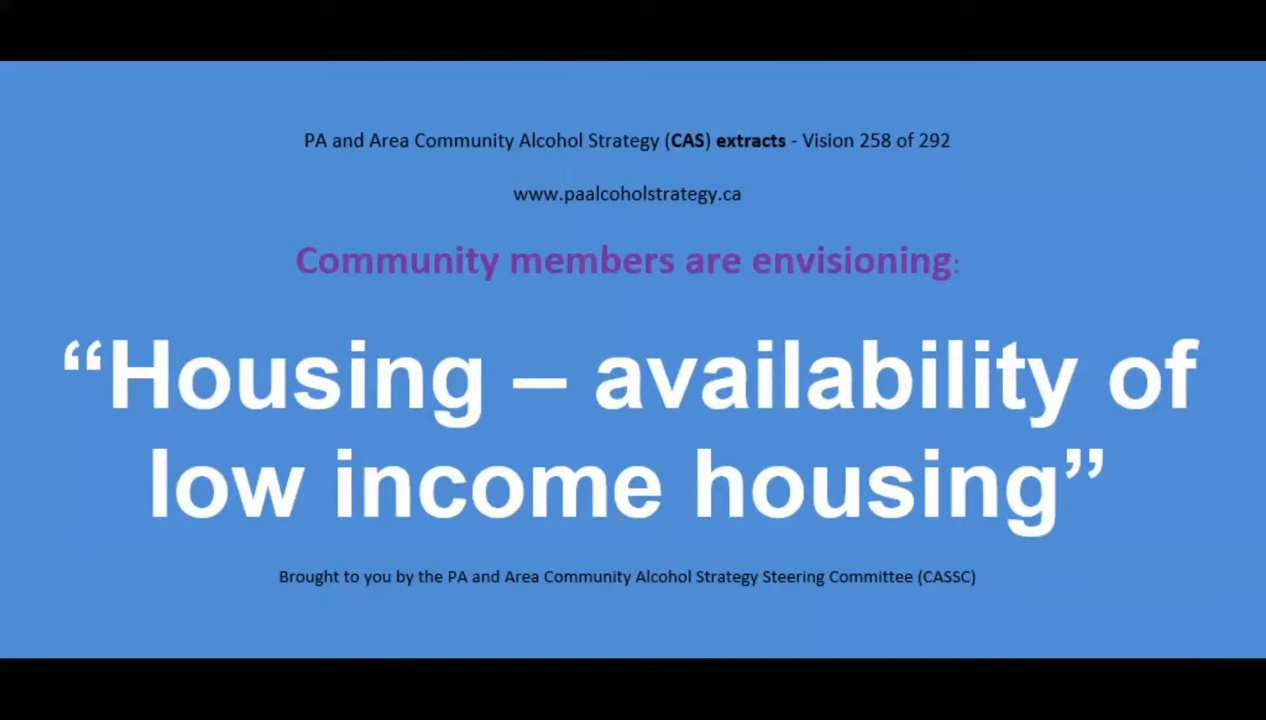 PA and Area Community Alcohol Strategy (CAS) extracts - Vision 258 of 292
www.paalcoholstrategy.ca
Community members are envisioning:
“Housing – availability of
low income housing”
Brought to you by the PA and Area Community Alcohol Strategy Steering Committee (CASSC)